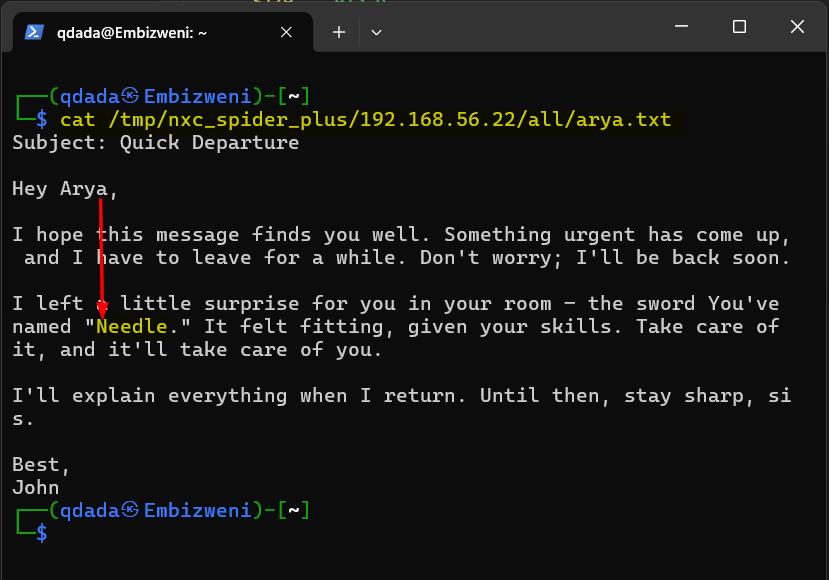 qdada@Embizweni: ~
┌──(qdada㉿Embizweni)-[~]
└─$ cat /tmp/nxc_spider_plus/192.168.56.22/all/arya.txt
Subject: Quick Departure
Hey Arya,
I hope this message finds you well. Something urgent has come up,
 and I have to leave for a while. Don't worry; I'll be back soon.
I left a little surprise for you in your room – the sword You've
named "Needle." It felt fitting, given your skills. Take care of
it, and it'll take care of you.
I'll explain everything when I return. Until then, stay sharp, si
s.
Best,
John
┌──(qdada㉿Embizweni)-[~]
└─$